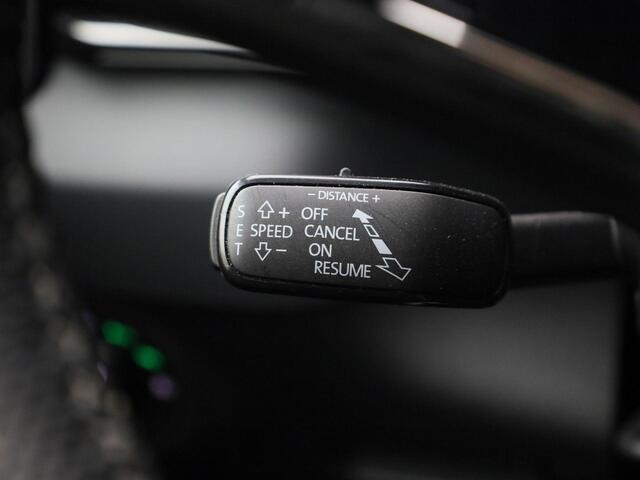 - DISTANCE +
S + OFF
E SPEED CANCEL
T - ON
RESUME